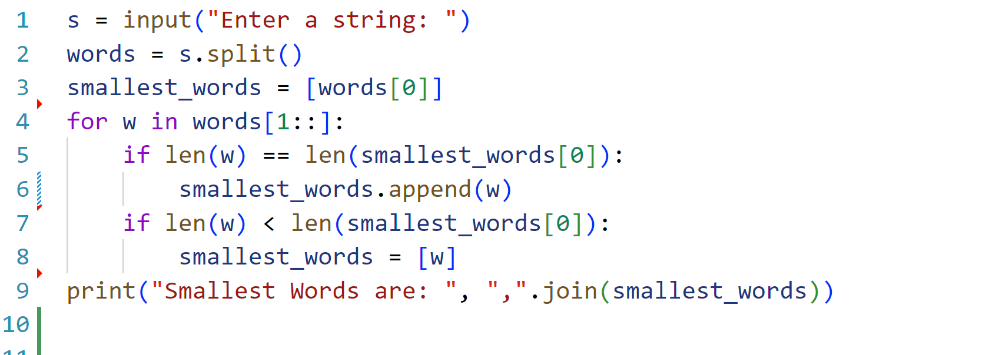 1 s = input("Enter a string: ")
2 words = s.split()
3 smallest_words = [words[0]]
4 for w in words[1::]:
5     if len(w) == len(smallest_words[0]):
6         smallest_words.append(w)
7     if len(w) < len(smallest_words[0]):
8         smallest_words = [w]
9 print("Smallest Words are: ", ",".join(smallest_words))
10
11